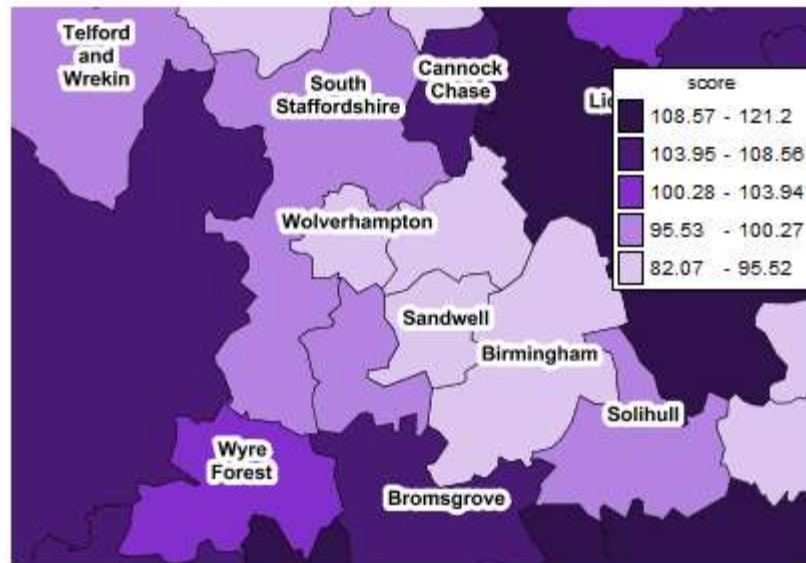 Telford
and
Wrekin
South
Staffordshire
Cannock
Chase
score
108.57 - 121.2
103.95 - 108.56
100.28 - 103.94
95.53 - 100.27
82.07 - 95.52
Wolverhampton
Sandwell
Birmingham
Solihull
Wyre
Forest
Bromsgrove